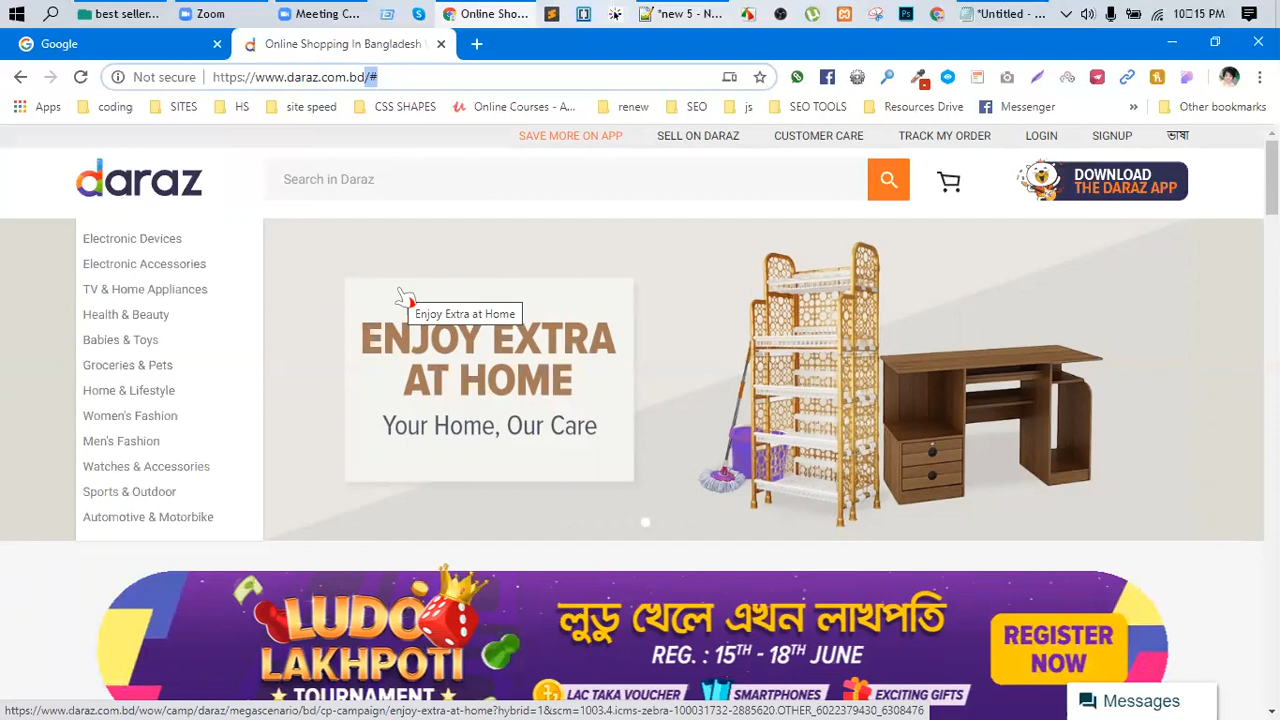 best seller...
Zoom
Meeting C...
Online Sho...
*new 5 - N...
*Untitled - ...
10:15 PM
Google
Online Shopping In Bangladesh
Not secure
https://www.daraz.com.bd/#
Apps
coding
SITES
HS
site speed
CSS SHAPES
Online Courses - A...
renew
SEO
js
SEO TOOLS
Resources Drive
Messenger
»
Other bookmarks
SAVE MORE ON APP
SELL ON DARAZ
CUSTOMER CARE
TRACK MY ORDER
LOGIN
SIGNUP
ভাষা
daraz
Search in Daraz
DOWNLOAD
THE DARAZ APP
Electronic Devices
Electronic Accessories
TV & Home Appliances
Health & Beauty
Babies & Toys
Groceries & Pets
Home & Lifestyle
Women's Fashion
Men's Fashion
Watches & Accessories
Sports & Outdoor
Automotive & Motorbike
Enjoy Extra at Home
ENJOY EXTRA
AT HOME
Your Home, Our Care
LUDO
LAKHPOTI
TOURNAMENT
লুডু খেলে এখন লাখপতি
REG. : 15TH - 18TH JUNE
LAC TAKA VOUCHER
SMARTPHONES
EXCITING GIFTS
REGISTER
NOW
Messages
https://www.daraz.com.bd/wow/camp/daraz/megascenario/bd/cp-campaign/enjoy-extra-at-home?hybrid=1&scm=1003.4.icms-zebra-100031732-2885620.OTHER_6022379430_6308476